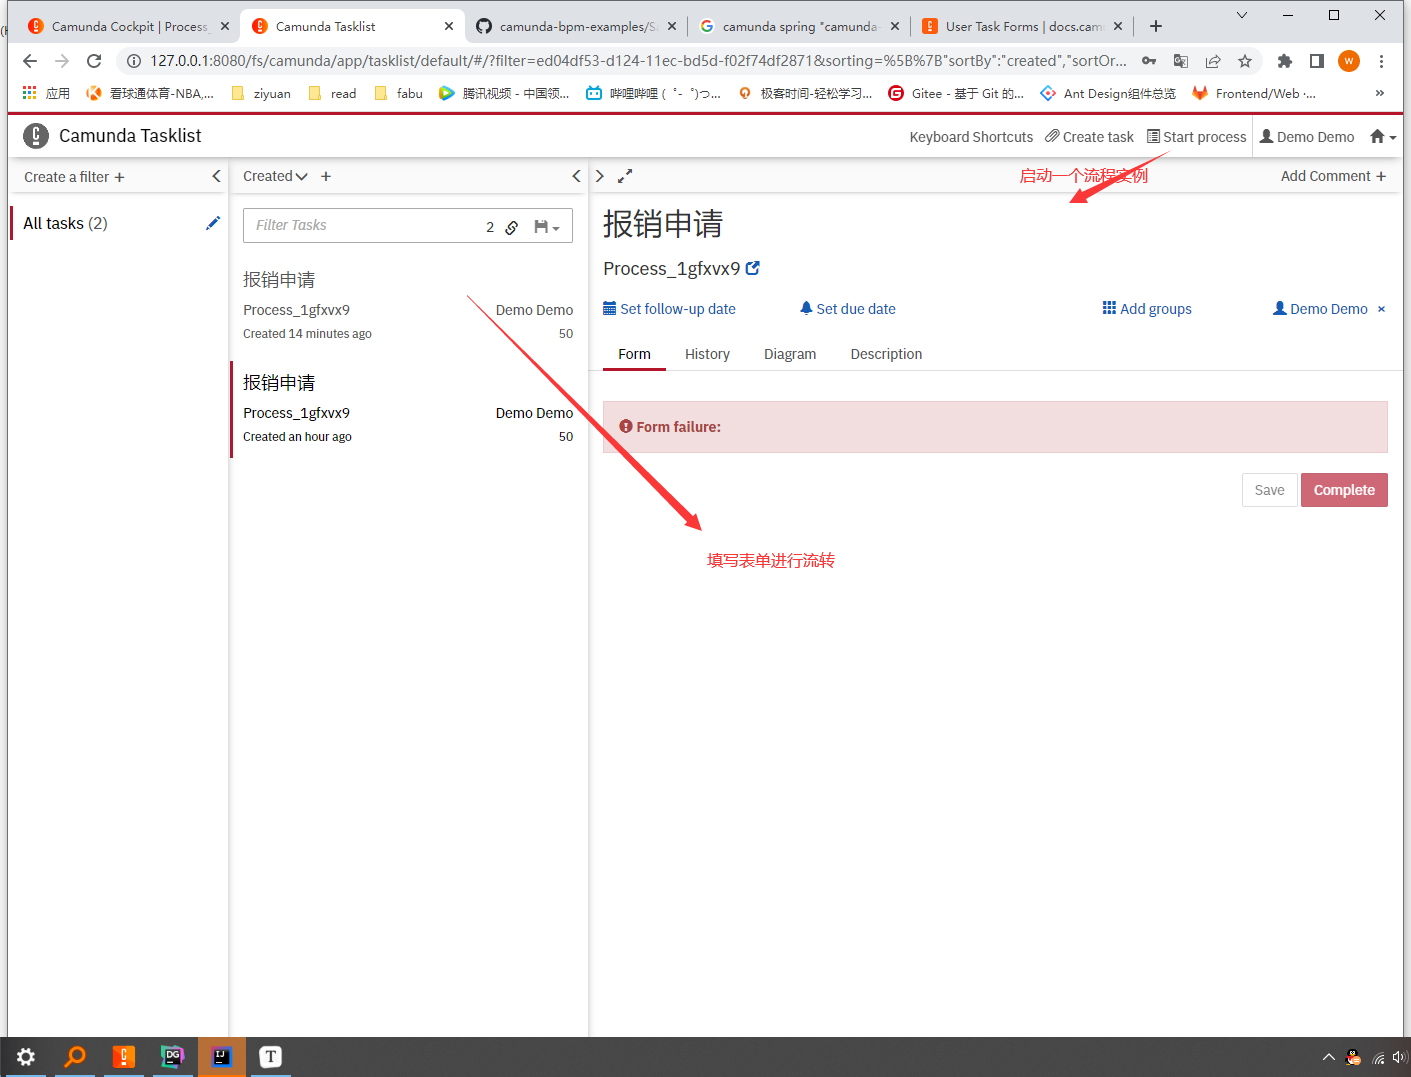 Camunda Cockpit | Process_
Camunda Tasklist
camunda-bpm-examples/S
camunda spring "camunda-
User Task Forms | docs.cam
127.0.0.1:8080/fs/camunda/app/tasklist/default/#/?filter=ed04df53-d124-11ec-bd5d-f02f74df2871&sorting=%5B%7B"sortBy":"created","sortOr...
W
应用
看球通体育-NBA,...
ziyuan
read
fabu
腾讯视频 - 中国领...
哔哩哔哩 ( ゜- ゜)つ...
极客时间-轻松学习...
Gitee - 基于 Git 的...
Ant Design组件总览
Frontend/Web ·...
»
Camunda Tasklist
Keyboard Shortcuts
Create task
Start process
Demo Demo
Create a filter +
Created
+
启动一个流程实例
Add Comment +
All tasks (2)
Filter Tasks
2
报销申请
Process_1gfxvx9
Demo Demo
Created 14 minutes ago
50
报销申请
Process_1gfxvx9
Demo Demo
Created an hour ago
50
报销申请
Process_1gfxvx9
Set follow-up date
Set due date
Add groups
Demo Demo ×
Form
History
Diagram
Description
Form failure:
Save
Complete
填写表单进行流转
DG
IJ
T